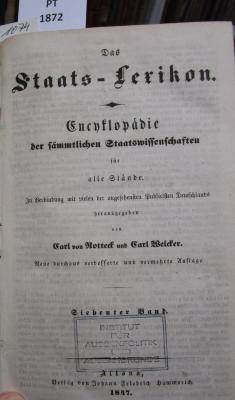 PT
1872
1074
Das
Staats-Lexikon.
Encyklopädie
der sämmtlichen Staatswissenschaften
für
alle Stände.
In Verbindung mit vielen der angesehensten Publicisten Deutschlands
herausgegeben
von
Carl von Rotteck und Carl Welcker.
Neue durchaus verbesserte und vermehrte Auflage
Siebenter Band.
INSTITUT
FÜR
AUSSENPOLITIK
Altona,
Verlag von Johann Friedrich Hammerich.
1847.